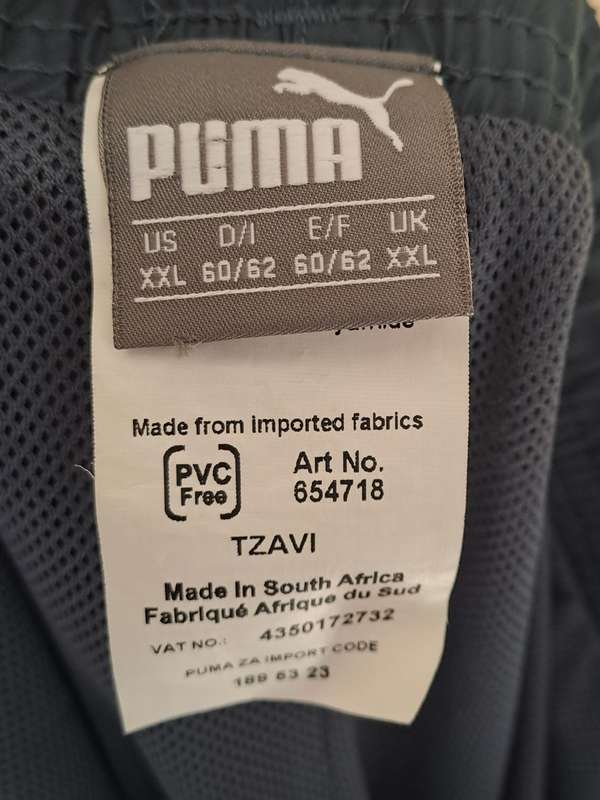 PUMA
US D/I E/F UK
XXL 60/62 60/62 XXL
Made from imported fabrics
PVC Free
Art No.
654718
TZAVI
Made In South Africa
Fabriqué Afrique du Sud
VAT NO.: 4350172732
PUMA ZA IMPORT CODE
189 63 23